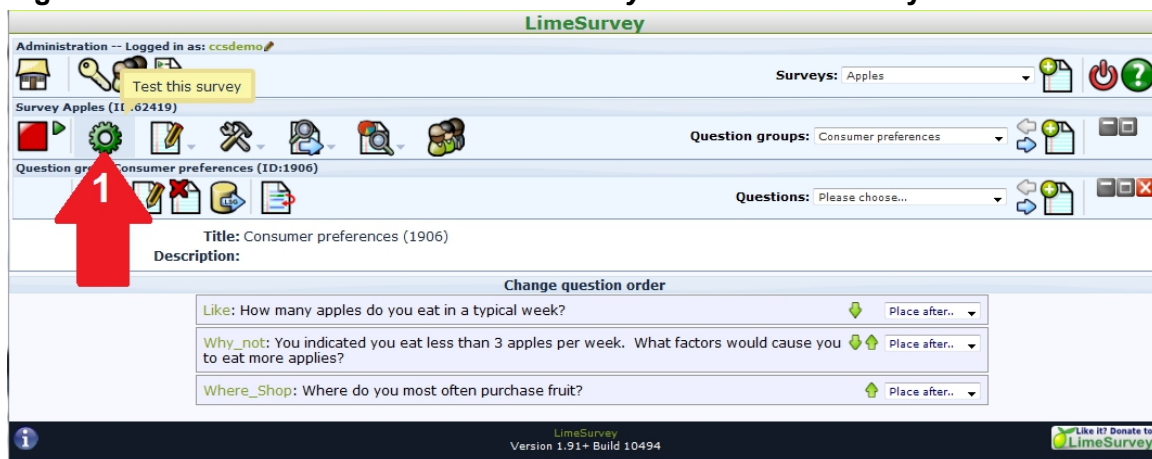 LimeSurvey
Administration -- Logged in as: ccsdemo
Surveys: Apples
Test this survey
Survey Apples (ID:62419)
Question groups: Consumer preferences
1
Consumer preferences (ID:1906)
LOG
Questions: Please choose...
Title: Consumer preferences (1906)
Description:
Change question order
Like: How many apples do you eat in a typical week?
Place after..
Why_not: You indicated you eat less than 3 apples per week. What factors would cause you
to eat more applies?
Place after..
Where_Shop: Where do you most often purchase fruit?
Place after..
LimeSurvey
Version 1.91+ Build 10494
Like it? Donate to
LimeSurvey